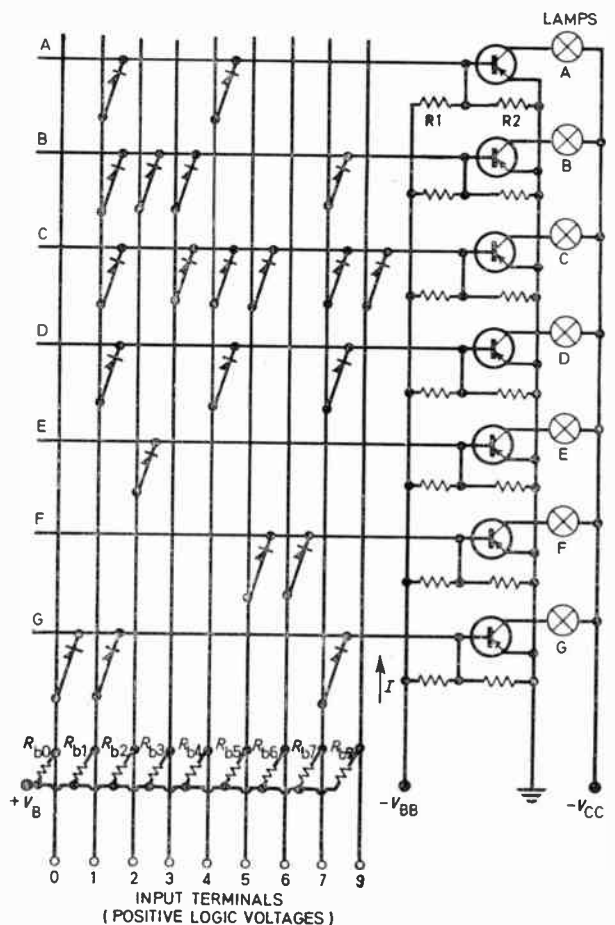 LAMPS
A
A
R1
R2
B
B
C
C
D
D
E
E
F
F
G
G
I
Rb0 Rb1 Rb2 Rb3 Rb4 Rb5 Rb6 Rb7
+VB
-VBB
-VCC
0 1 2 3 4 5 6 7 9
INPUT TERMINALS
( POSITIVE LOGIC VOLTAGES )